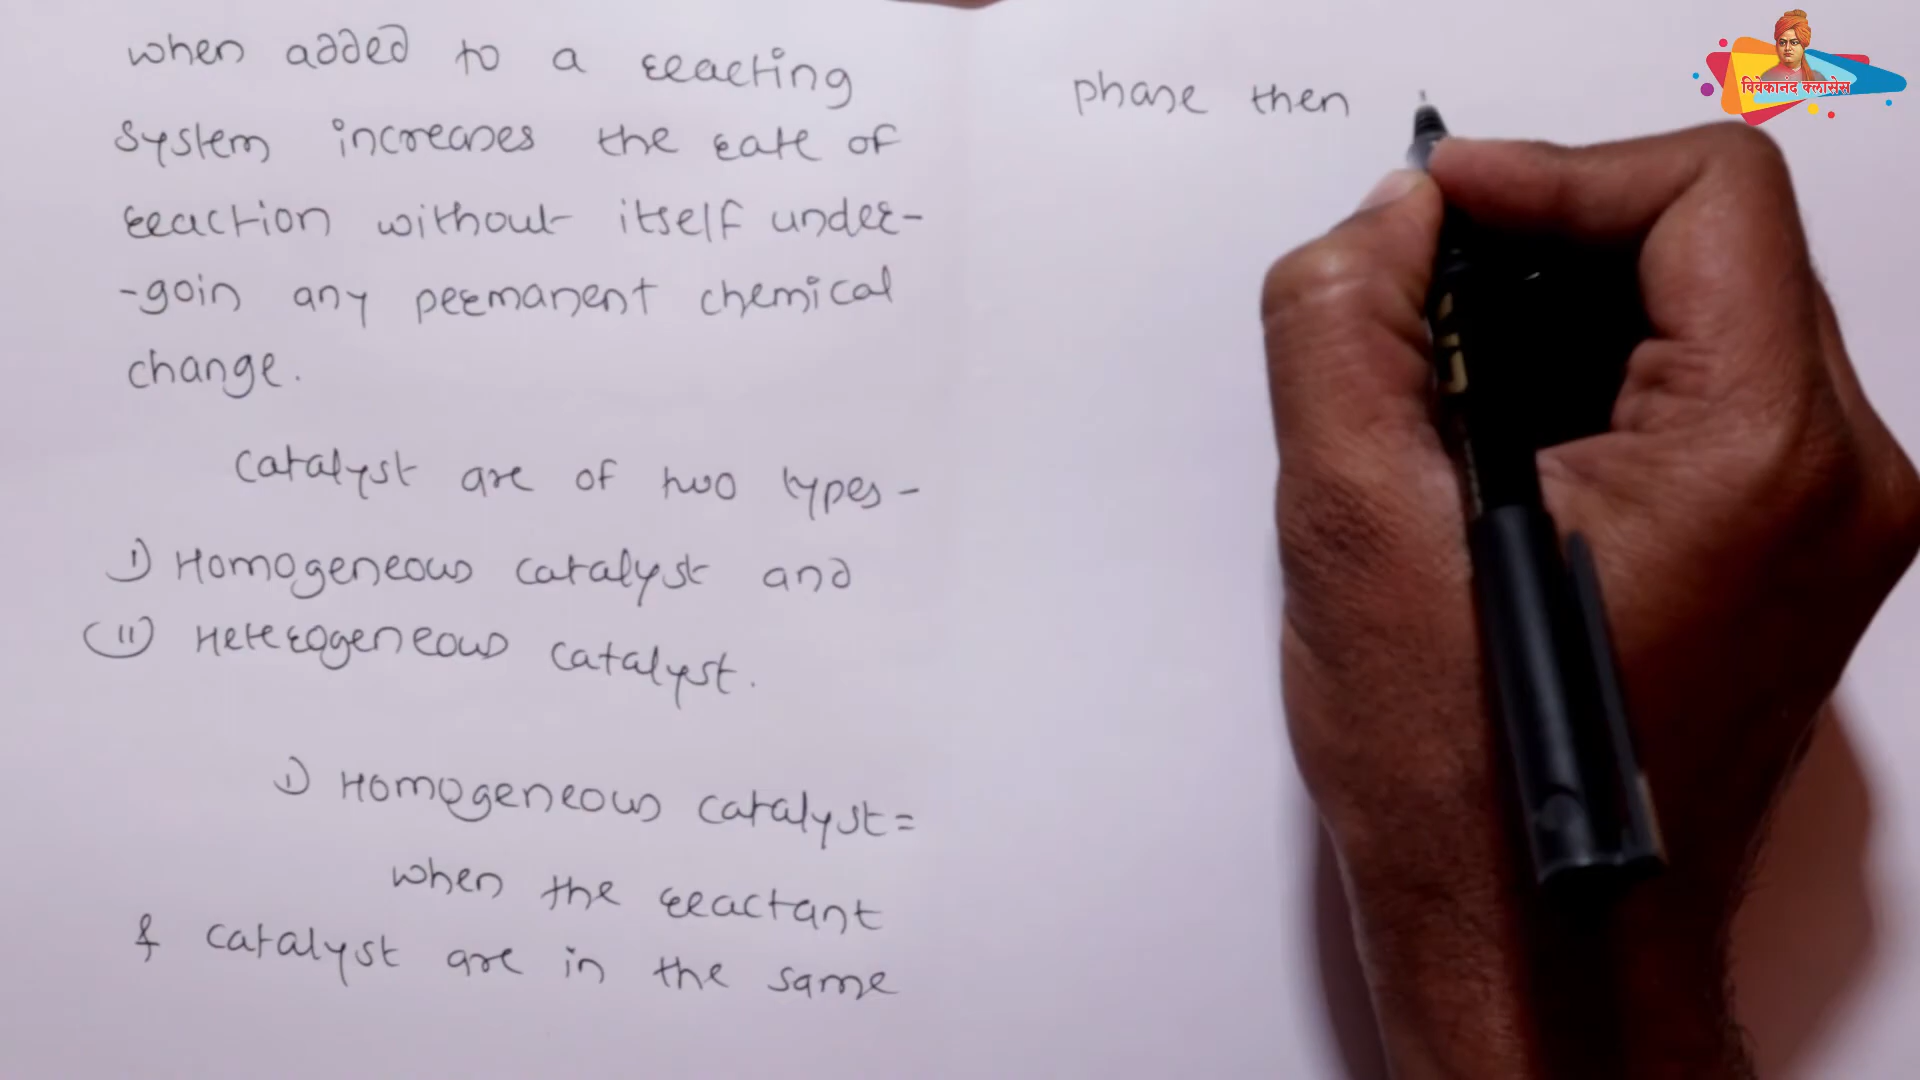 when added to a reacting
system increases the rate of
reaction without itself under-
-goin any permanent chemical
change.
catalyst are of two types-
I) Homogeneous catalyst and
(II) Heterogeneous catalyst.
I) Homogeneous catalyst=
when the reactant
& catalyst are in the same
phase then
विवेकानंद क्लासेस